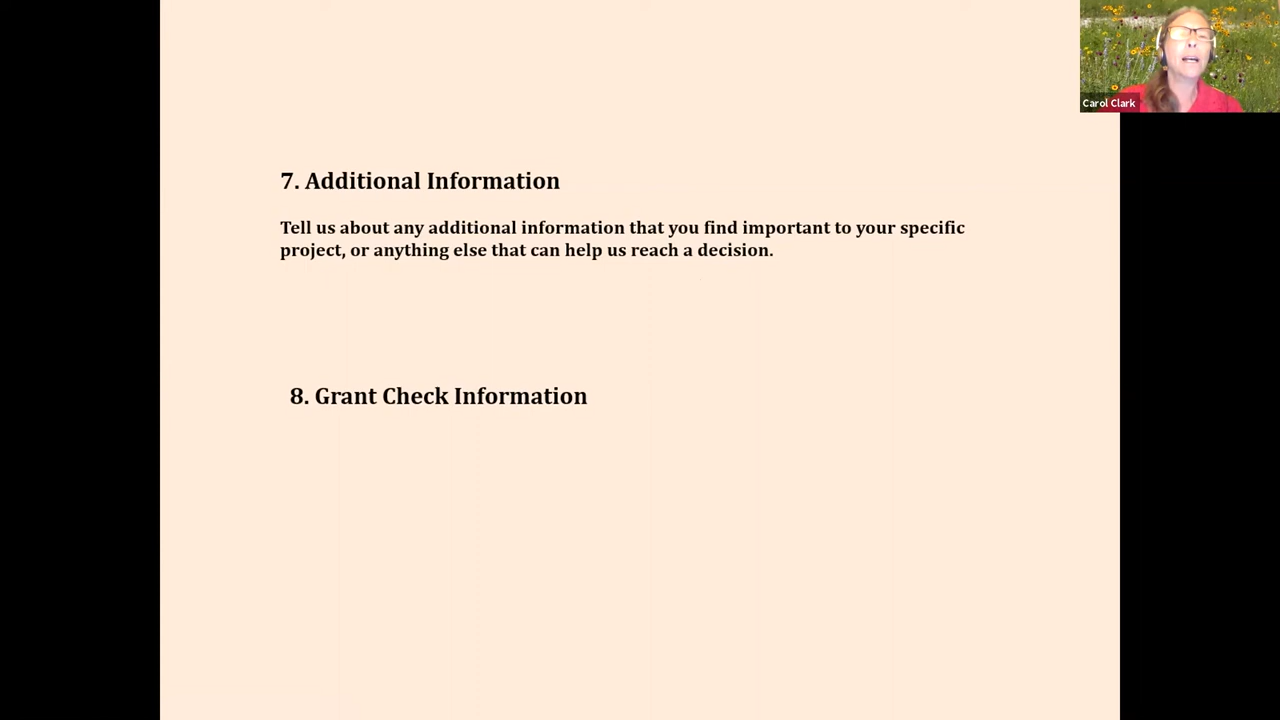 Carol Clark
7. Additional Information
Tell us about any additional information that you find important to your specific
project, or anything else that can help us reach a decision.
8. Grant Check Information